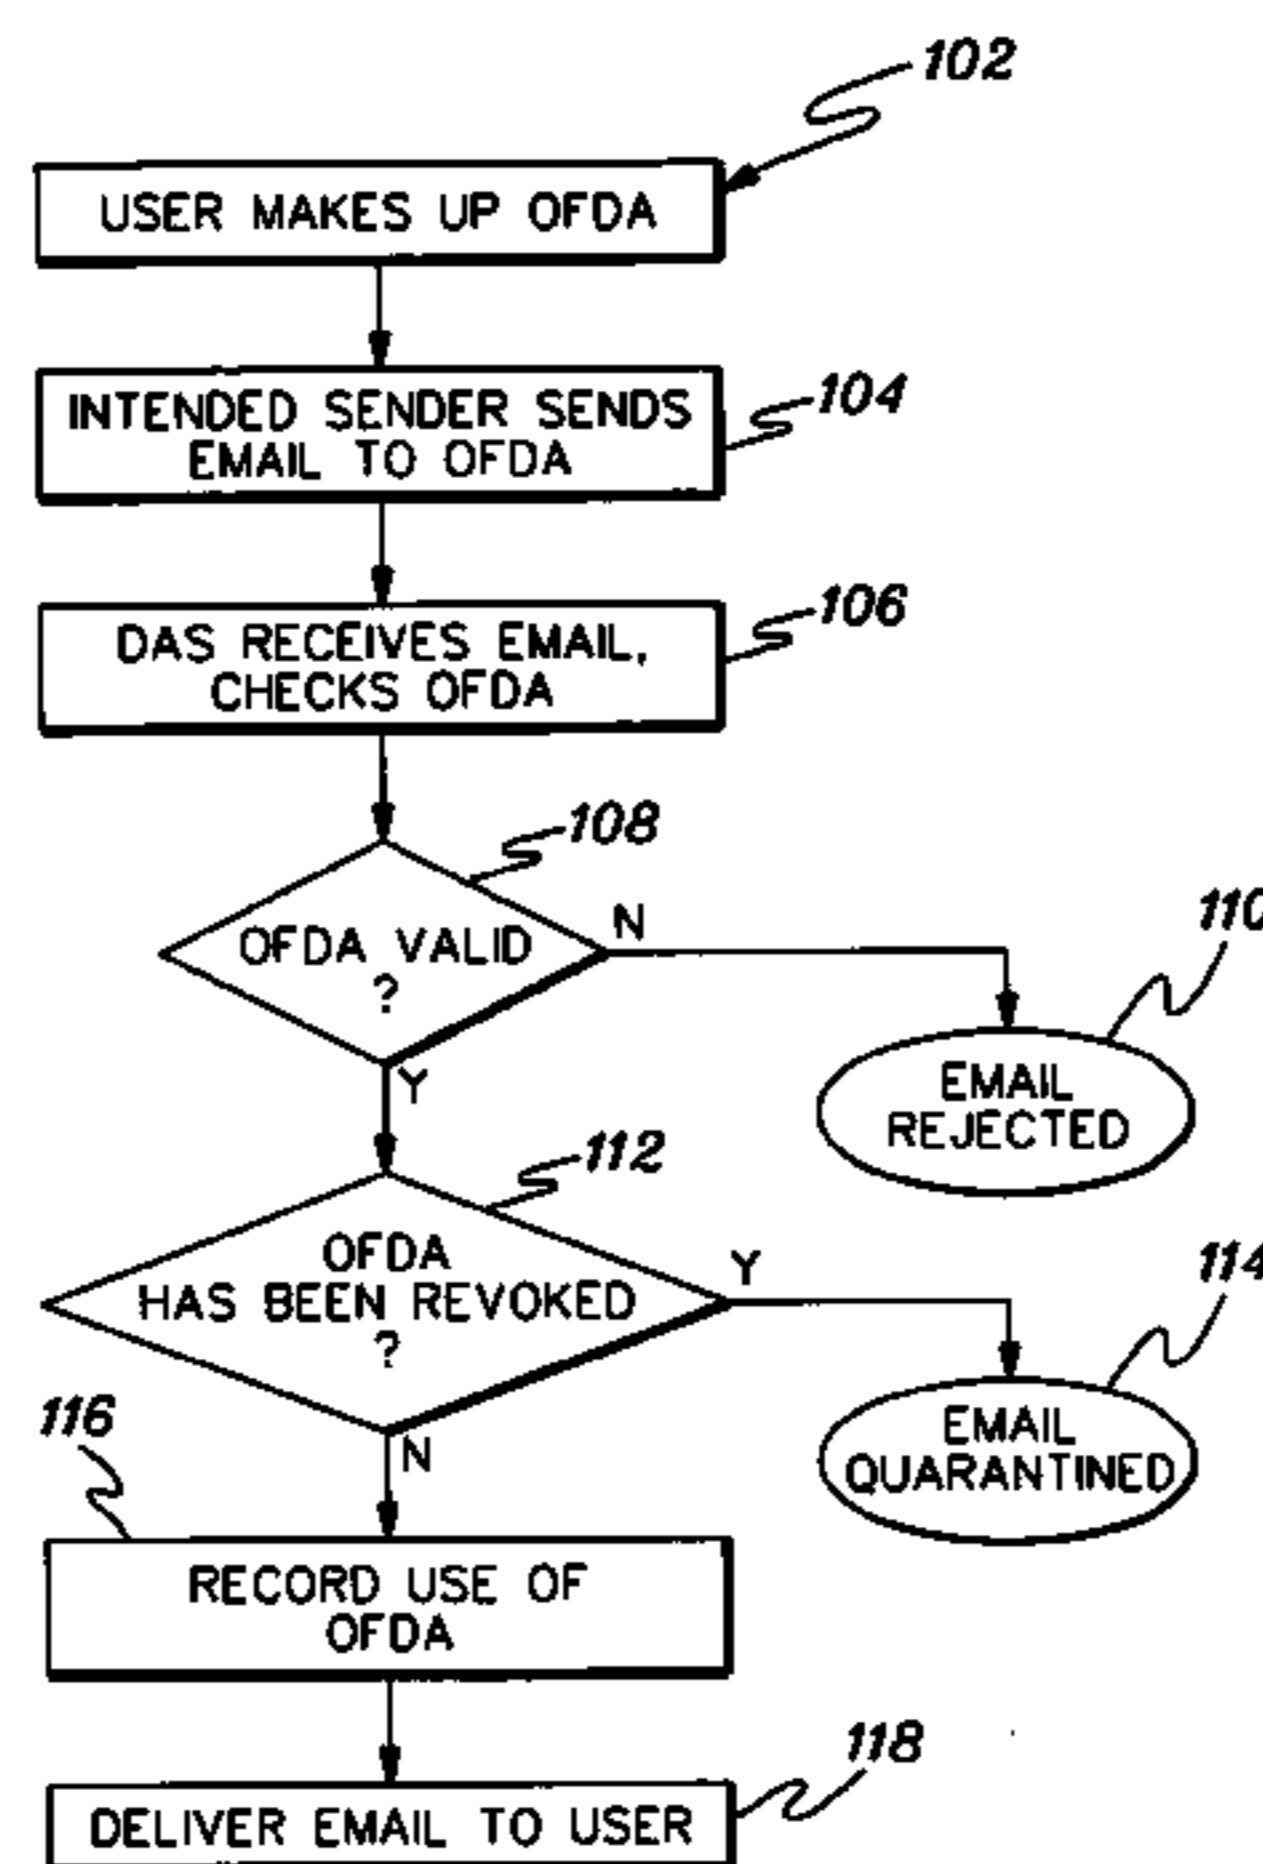 102
USER MAKES UP OFDA
104
INTENDED SENDER SENDS
EMAIL TO OFDA
106
DAS RECEIVES EMAIL,
CHECKS OFDA
108
OFDA VALID
?
N
Y
110
EMAIL
REJECTED
112
OFDA
HAS BEEN REVOKED
?
Y
N
114
EMAIL
QUARANTINED
116
RECORD USE OF
OFDA
118
DELIVER EMAIL TO USER